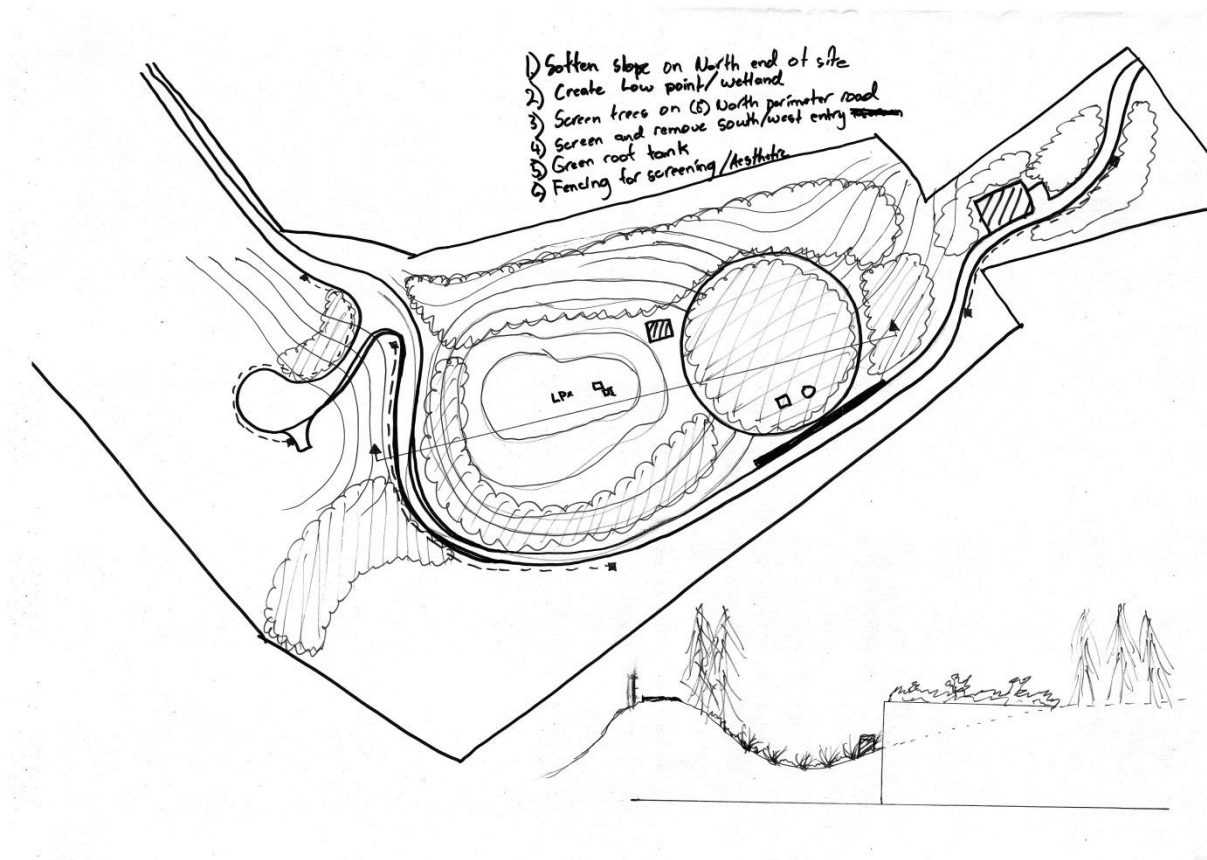 1) Soften slope on North end of site
2) Create Low point/wetland
3) Screen trees on (8) North perimeter road
4) Screen and remove south/west entry
5) Green roof tank
6) Fencing for screening/Aesthetic
LPx